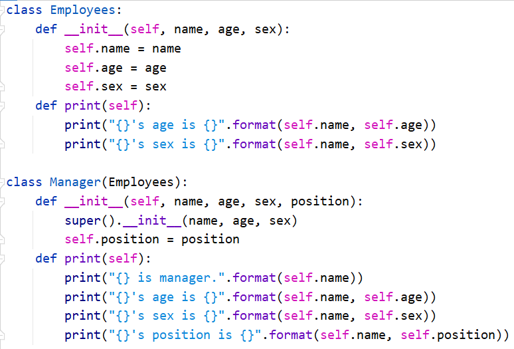 class Employees:
    def __init__(self, name, age, sex):
        self.name = name
        self.age = age
        self.sex = sex
    def print(self):
        print("{}'s age is {}".format(self.name, self.age))
        print("{}'s sex is {}".format(self.name, self.sex))

class Manager(Employees):
    def __init__(self, name, age, sex, position):
        super().__init__(name, age, sex)
        self.position = position
    def print(self):
        print("{} is manager.".format(self.name))
        print("{}'s age is {}".format(self.name, self.age))
        print("{}'s sex is {}".format(self.name, self.sex))
        print("{}'s position is {}".format(self.name, self.position))